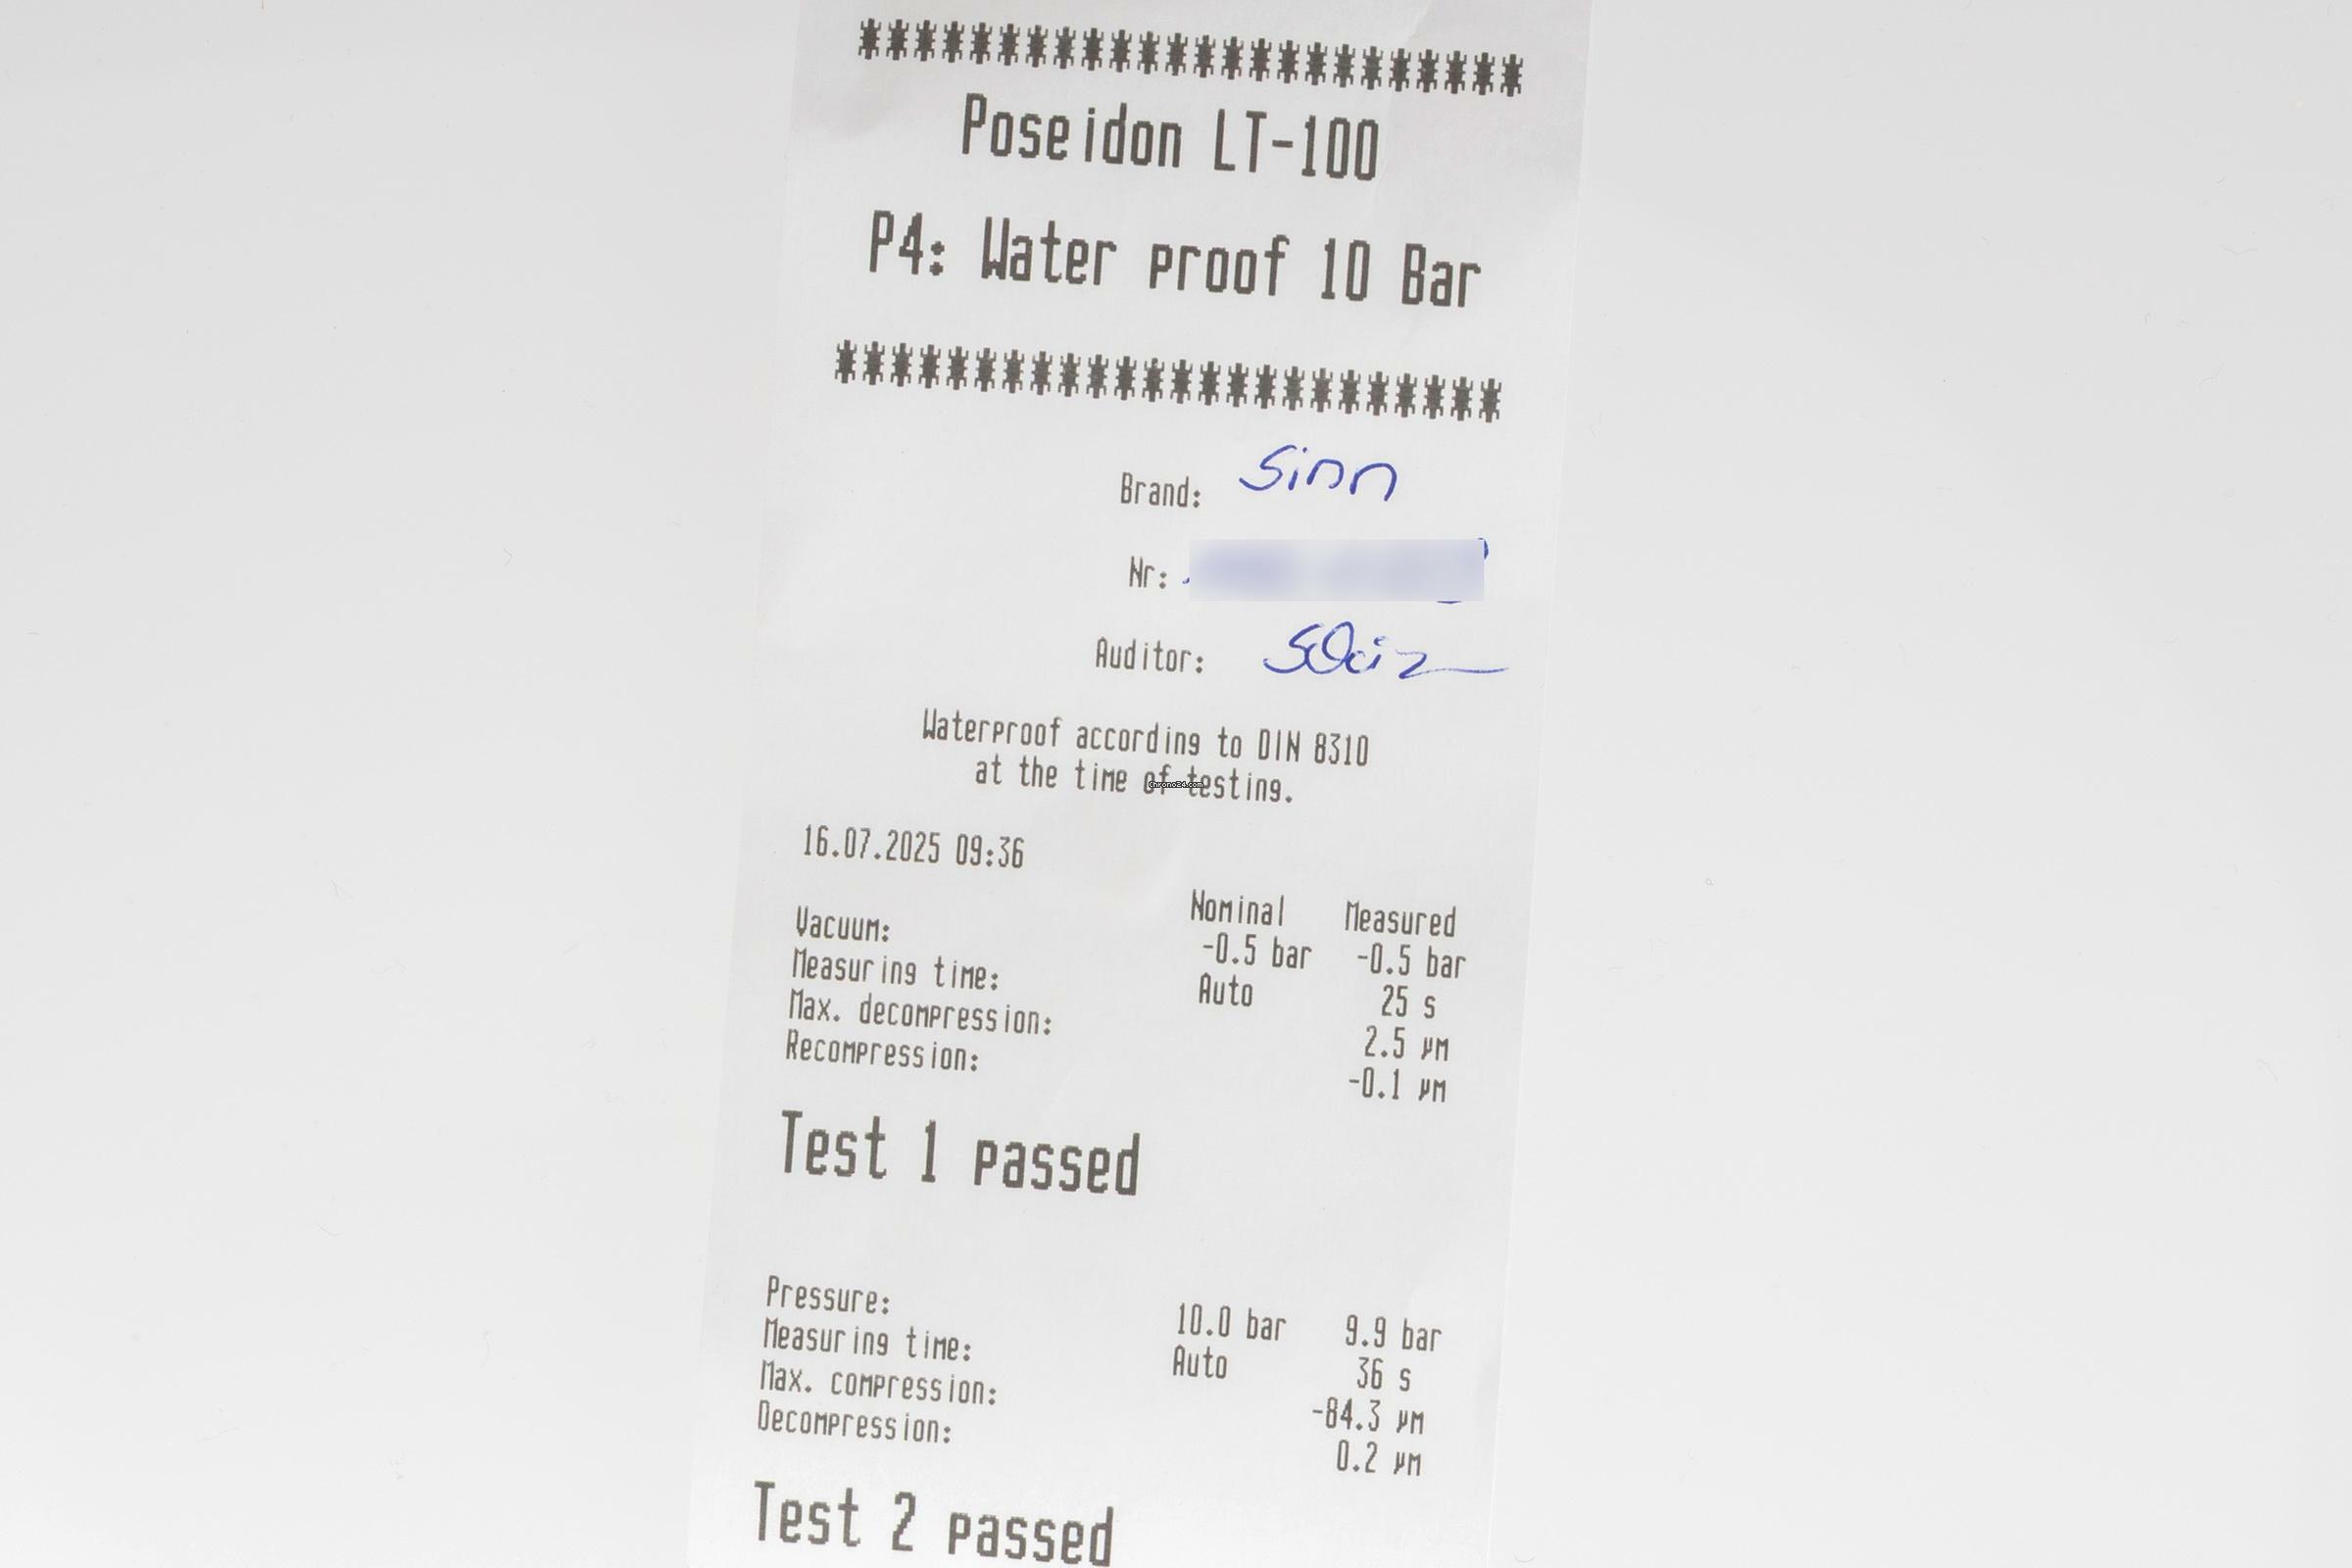 ************************
Poseidon LT-100
P4: Water proof 10 Bar
************************
Brand: Sinn
Nr:
Auditor:
Waterproof according to DIN 8310
at the time of testing.
Chrono24.com
16.07.2025 09:36
Nominal Measured
Vacuum: -0.5 bar -0.5 bar
Measuring time: Auto 25 s
Max. decompression: 2.5 µm
Recompression: -0.1 µm
Test 1 passed
Pressure: 10.0 bar 9.9 bar
Measuring time: Auto 36 s
Max. compression: -84.3 µm
Decompression: 0.2 µm
Test 2 passed